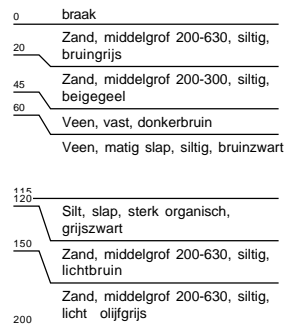 0 braak
Zand, middelgrof 200-630, siltig,
20 bruingrijs
Zand, middelgrof 200-300, siltig,
45 beigegeel
60 Veen, vast, donkerbruin
Veen, matig slap, siltig, bruinzwart
115
120
Silt, slap, sterk organisch,
grijszwart
150 Zand, middelgrof 200-630, siltig,
lichtbruin
Zand, middelgrof 200-630, siltig,
licht olijfgrijs
200